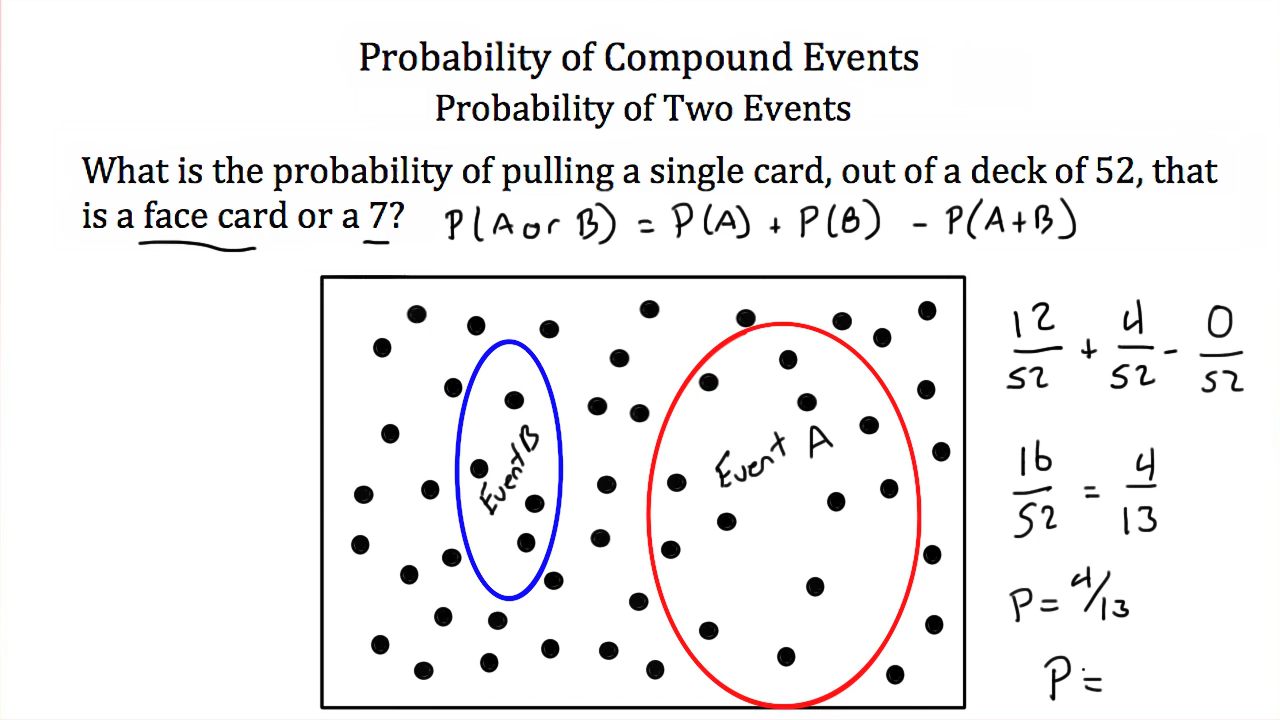 Probability of Compound Events
Probability of Two Events
What is the probability of pulling a single card, out of a deck of 52, that
is a face card or a 7? P(A or B) = P(A) + P(B) - P(A+B)
12/52 + 4/52 - 0/52
Event B
Event A
16/52 = 4/13
P = 4/13
P =